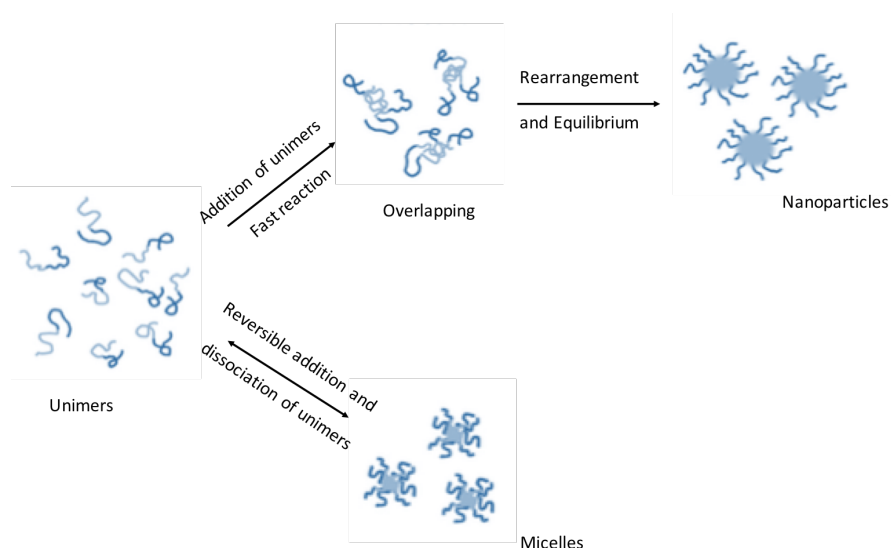 Rearrangement
and Equilibrium
Addition of unimers
Fast reaction
Overlapping
Nanoparticles
Reversible addition and
dissociation of unimers
Unimers
Micelles